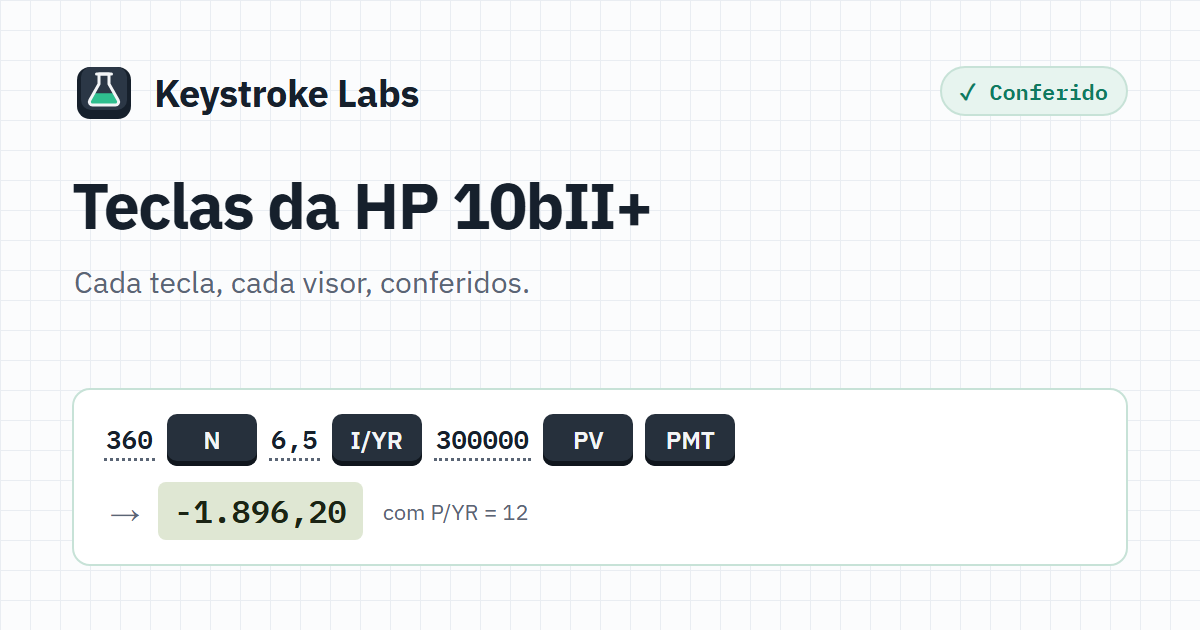 Keystroke Labs
✓ Conferido
Teclas da HP 10bII+
Cada tecla, cada visor, conferidos.
360 N 6,5 I/YR 300000 PV PMT
→ -1.896,20 com P/YR = 12